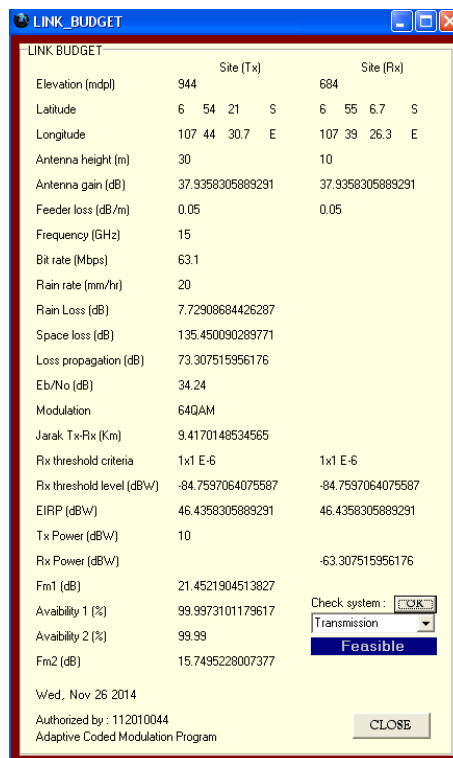 LINK_BUDGET
LINK BUDGET
Site (Tx) Site (Rx)
Elevation (mdpl) 944 684
Latitude 6 54 21 S 6 55 6.7 S
Longitude 107 44 30.7 E 107 39 26.3 E
Antenna height (m) 30 10
Antenna gain (dB) 37.9358305889291 37.9358305889291
Feeder loss (dB/m) 0.05 0.05
Frequency (GHz) 15
Bit rate (Mbps) 63.1
Rain rate (mm/hr) 20
Rain Loss (dB) 7.72908684426287
Space loss (dB) 135.450090289771
Loss propagation (dB) 73.307515956176
Eb/No (dB) 34.24
Modulation 64QAM
Jarak Tx-Rx (Km) 9.4170148534565
Rx threshold criteria 1x1 E-6 1x1 E-6
Rx threshold level (dBW) -84.7597064075587 -84.7597064075587
EIRP (dBW) 46.4358305889291 46.4358305889291
Tx Power (dBW) 10
Rx Power (dBW) -63.307515956176
Fm1 (dB) 21.4521904513827
Avaibility 1 (%) 99.9973101179617
Check system : OK
Avaibility 2 (%) 99.99
Transmission
Feasible
Fm2 (dB) 15.7495228007377
Wed, Nov 26 2014
Authorized by : 112010044
Adaptive Coded Modulation Program
CLOSE